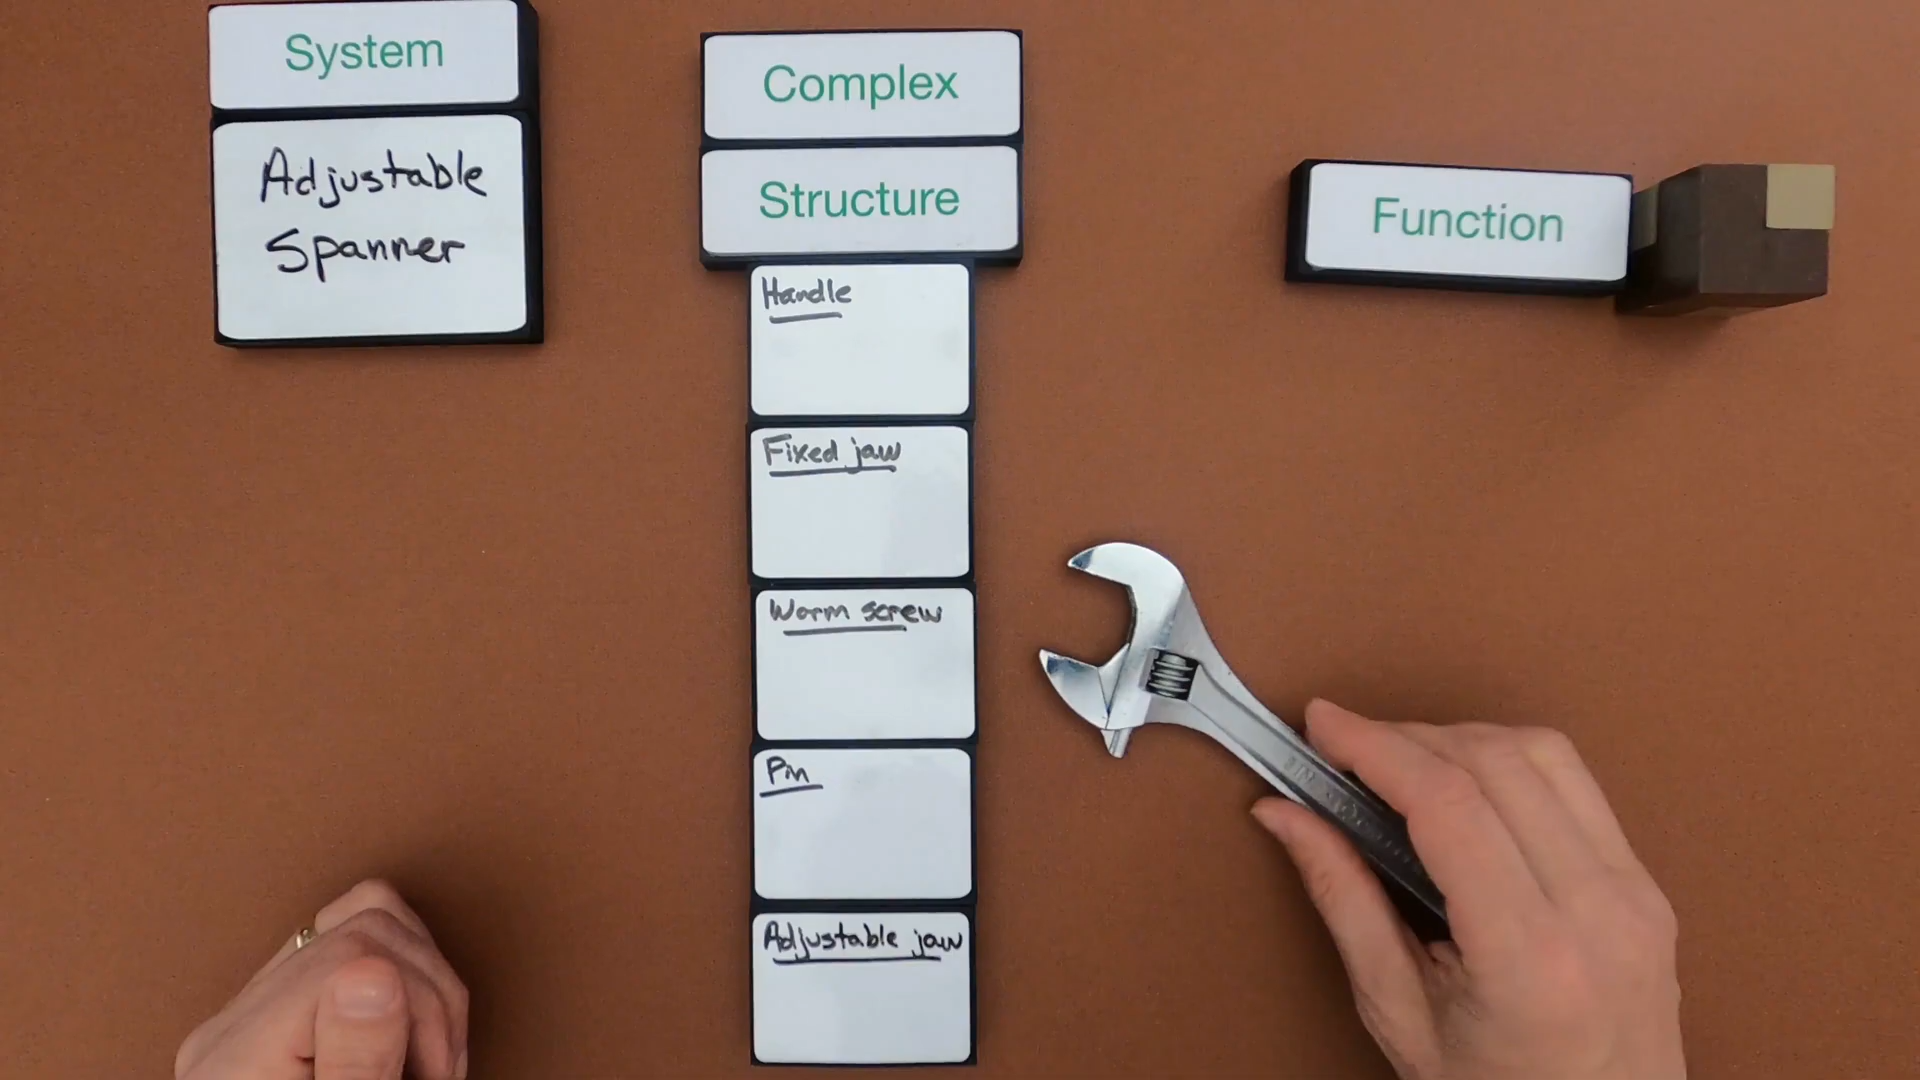 System
Adjustable
Spanner
Complex
Structure
Handle
Fixed jaw
Worm screw
Pin
Adjustable jaw
Function